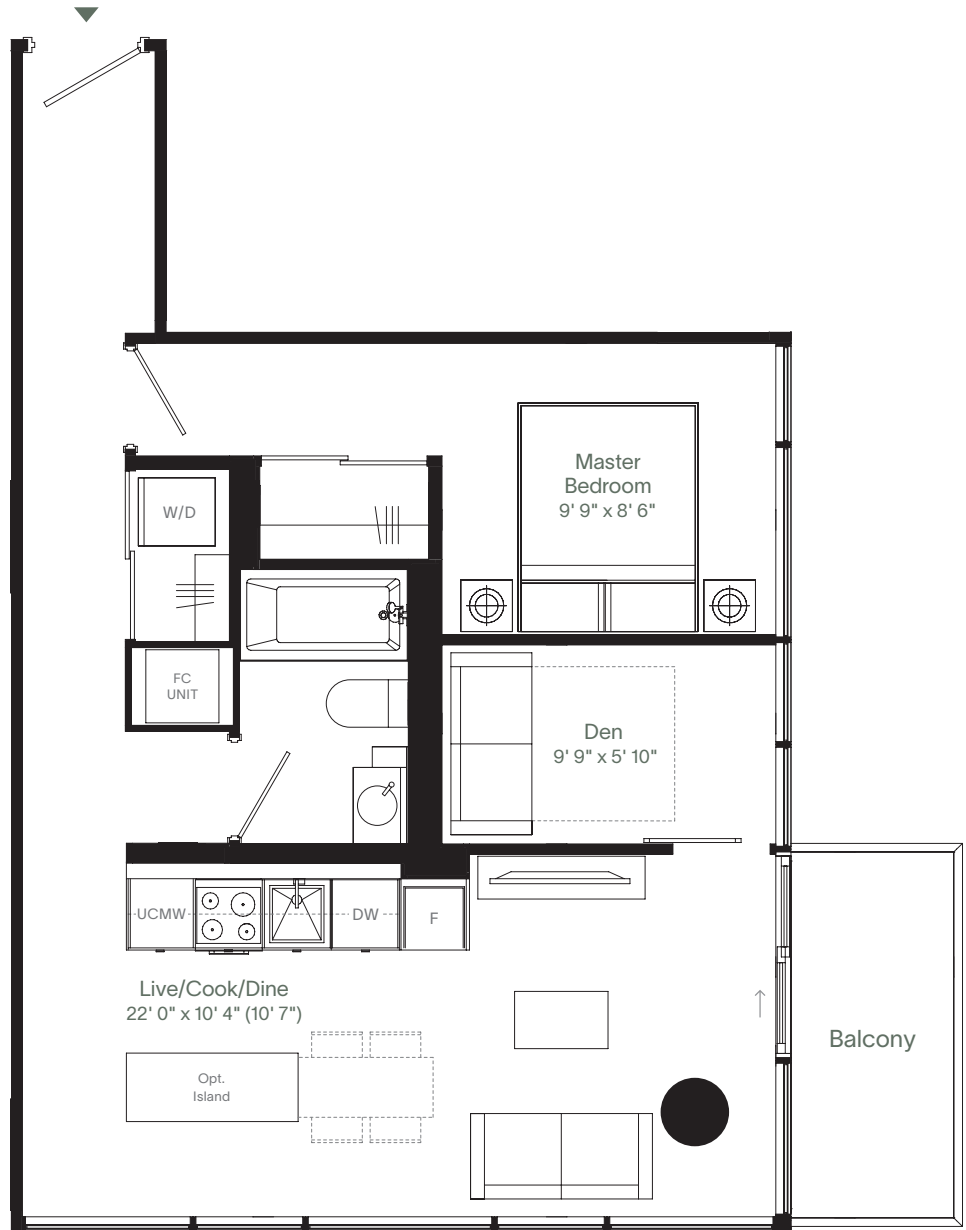 Master
Bedroom
9' 9" x 8' 6"
W/D
FC
UNIT
Den
9' 9" x 5' 10"
UCMW
DW
F
Live/Cook/Dine
22' 0" x 10' 4" (10' 7")
Balcony
Opt.
Island